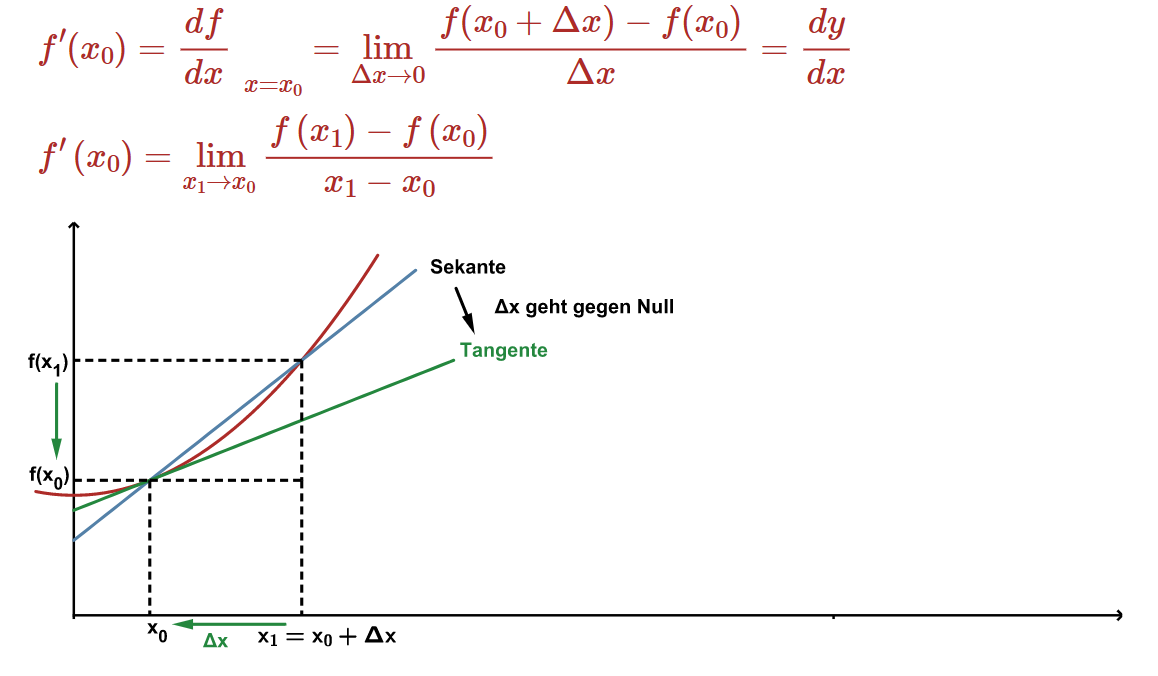 f′(x₀) = df/dx x=x₀ = lim Δx→0 f(x₀ + Δx) − f(x₀)/Δx = dy/dx
f′(x₀) = lim x₁→x₀ f(x₁) − f(x₀)/x₁ − x₀
Sekante
Δx geht gegen Null
Tangente
f(x₁)
f(x₀)
x₀
Δx
x₁ = x₀ + Δx